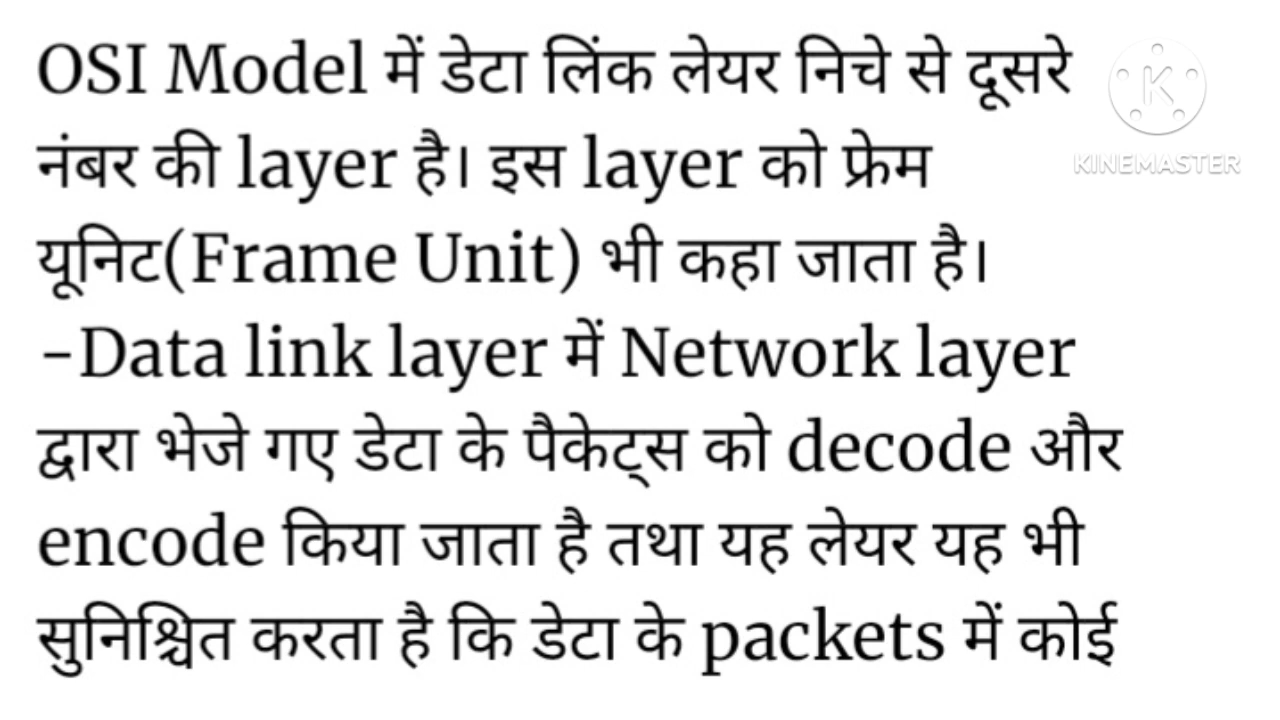 OSI Model में डेटा लिंक लेयर निचे से दूसरे
नंबर की layer है। इस layer को फ्रेम
यूनिट(Frame Unit) भी कहा जाता है।
-Data link layer में Network layer
द्वारा भेजे गए डेटा के पैकेट्स को decode और
encode किया जाता है तथा यह लेयर यह भी
सुनिश्चित करता है कि डेटा के packets में कोई
K
KINEMASTER